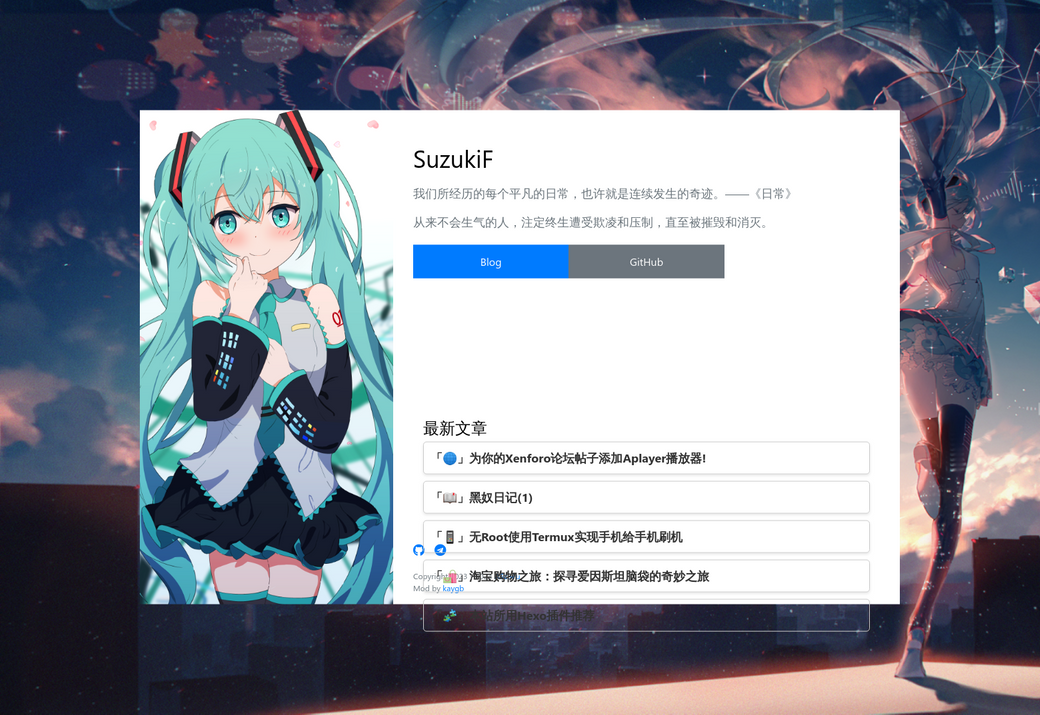 SuzukiF
我们所经历的每个平凡的日常，也许就是连续发生的奇迹。——《日常》
从来不会生气的人，注定终生遭受欺凌和压制，直至被摧毁和消灭。
Blog
GitHub
最新文章
「🌐」为你的Xenforo论坛帖子添加Aplayer播放器!
「📖」黑奴日记(1)
「📱」无Root使用Termux实现手机给手机刷机
「🛍️」淘宝购物之旅：探寻爱因斯坦脑袋的奇妙之旅
Copyright
Mod by kaygb
站所用Hexo插件推荐
01